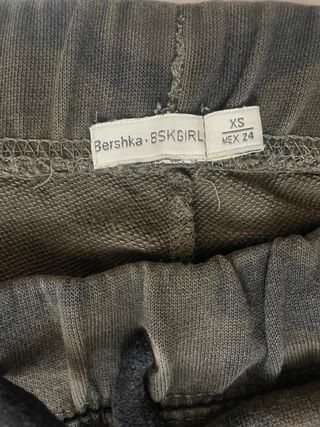 Bershka · BSKGIRL
XS
MEX 24